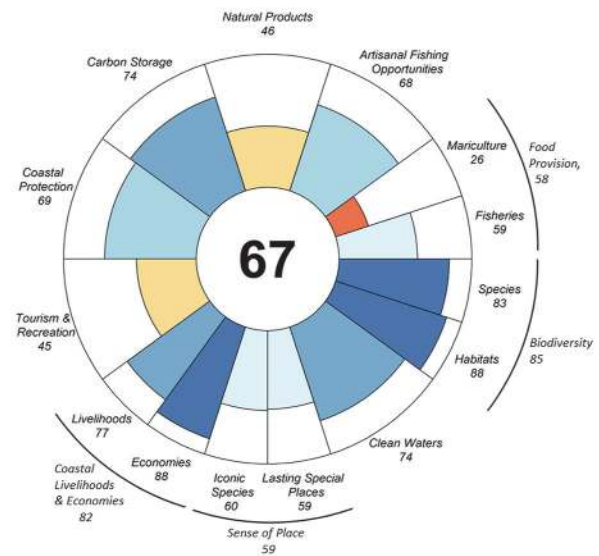 Natural Products
46
Artisanal Fishing
Opportunities
68
Mariculture
26
Food
Provision,
58
Fisheries
59
Species
83
Biodiversity
85
Habitats
88
Clean Waters
74
Lasting Special
Places
59
Sense of Place
59
Iconic
Species
60
Economies
88
Livelihoods
77
Coastal
Livelihoods
& Economies
82
Tourism &
Recreation
45
Coastal
Protection
69
Carbon Storage
74
67